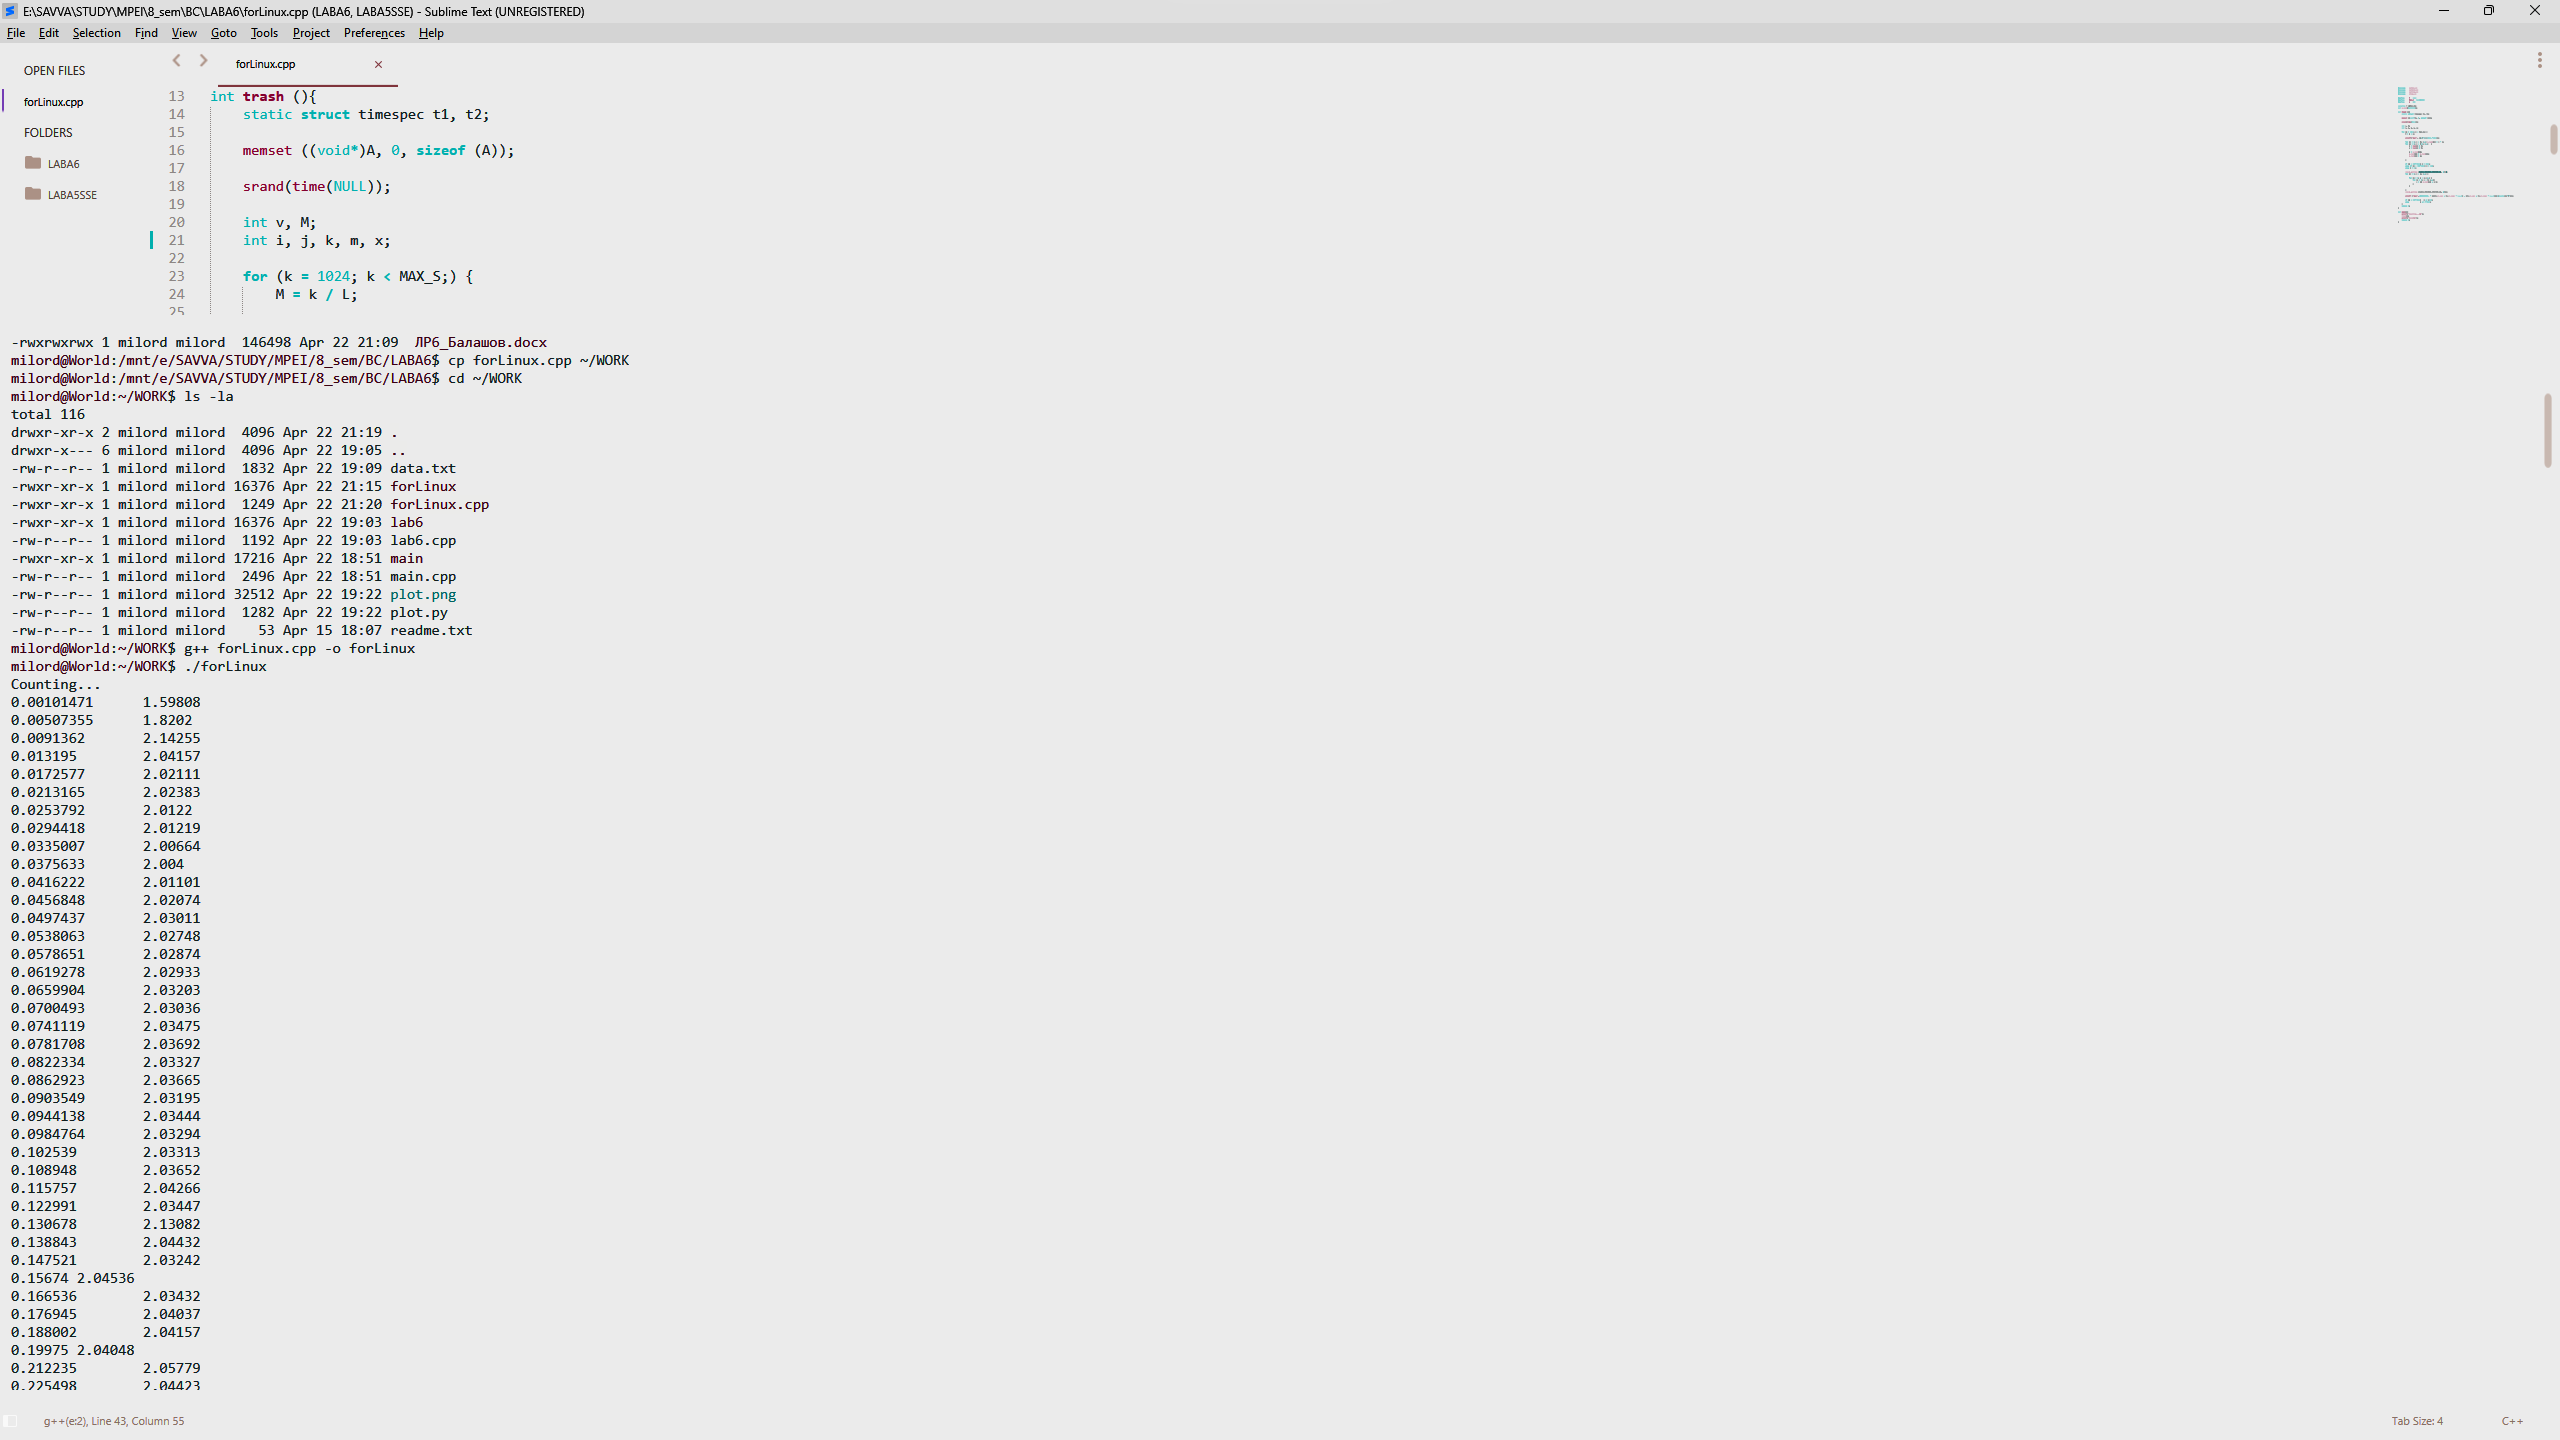 E:\SAVVA\STUDY\MPEI\8_sem\BC\LABA6\forLinux.cpp (LABA6, LABA5SSE) - Sublime Text (UNREGISTERED)
File Edit Selection Find View Goto Tools Project Preferences Help
OPEN FILES
forLinux.cpp
FOLDERS
LABA6
LABA5SSE
forLinux.cpp
13 int trash (){
14 static struct timespec t1, t2;
15
16 memset ((void*)A, 0, sizeof (A));
17
18 srand(time(NULL));
19
20 int v, M;
21 int i, j, k, m, x;
22
23 for (k = 1024; k < MAX_S;) {
24 M = k / L;
25
-rwxrwxrwx 1 milord milord  146498 Apr 22 21:09  ЛР6_Балашов.docx
milord@World:/mnt/e/SAVVA/STUDY/MPEI/8_sem/BC/LABA6$ cp forLinux.cpp ~/WORK
milord@World:/mnt/e/SAVVA/STUDY/MPEI/8_sem/BC/LABA6$ cd ~/WORK
milord@World:~/WORK$ ls -la
total 116
drwxr-xr-x 2 milord milord  4096 Apr 22 21:19 .
drwxr-x--- 6 milord milord  4096 Apr 22 19:05 ..
-rw-r--r-- 1 milord milord  1832 Apr 22 19:09 data.txt
-rwxr-xr-x 1 milord milord 16376 Apr 22 21:15 forLinux
-rwxr-xr-x 1 milord milord  1249 Apr 22 21:20 forLinux.cpp
-rwxr-xr-x 1 milord milord 16376 Apr 22 19:03 lab6
-rw-r--r-- 1 milord milord  1192 Apr 22 19:03 lab6.cpp
-rwxr-xr-x 1 milord milord 17216 Apr 22 18:51 main
-rw-r--r-- 1 milord milord  2496 Apr 22 18:51 main.cpp
-rw-r--r-- 1 milord milord 32512 Apr 22 19:22 plot.png
-rw-r--r-- 1 milord milord  1282 Apr 22 19:22 plot.py
-rw-r--r-- 1 milord milord    53 Apr 15 18:07 readme.txt
milord@World:~/WORK$ g++ forLinux.cpp -o forLinux
milord@World:~/WORK$ ./forLinux
Counting...
0.00101471 1.59808
0.00507355 1.8202
0.0091362 2.14255
0.013195 2.04157
0.0172577 2.02111
0.0213165 2.02383
0.0253792 2.0122
0.0294418 2.01219
0.0335007 2.00664
0.0375633 2.004
0.0416222 2.01101
0.0456848 2.02074
0.0497437 2.03011
0.0538063 2.02748
0.0578651 2.02874
0.0619278 2.02933
0.0659904 2.03203
0.0700493 2.03036
0.0741119 2.03475
0.0781708 2.03692
0.0822334 2.03327
0.0862923 2.03665
0.0903549 2.03195
0.0944138 2.03444
0.0984764 2.03294
0.102539 2.03313
0.108948 2.03652
0.115757 2.04266
0.122991 2.03447
0.130678 2.13082
0.138843 2.04432
0.147521 2.03242
0.15674 2.04536
0.166536 2.03432
0.176945 2.04037
0.188002 2.04157
0.19975 2.04048
0.212235 2.05779
0.225498 2.04423
g++(e:2), Line 43, Column 55
Tab Size: 4
C++